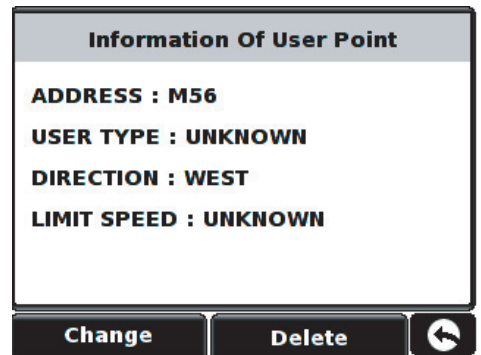 Information Of User Point
ADDRESS : M56
USER TYPE : UNKNOWN
DIRECTION : WEST
LIMIT SPEED : UNKNOWN
Change Delete